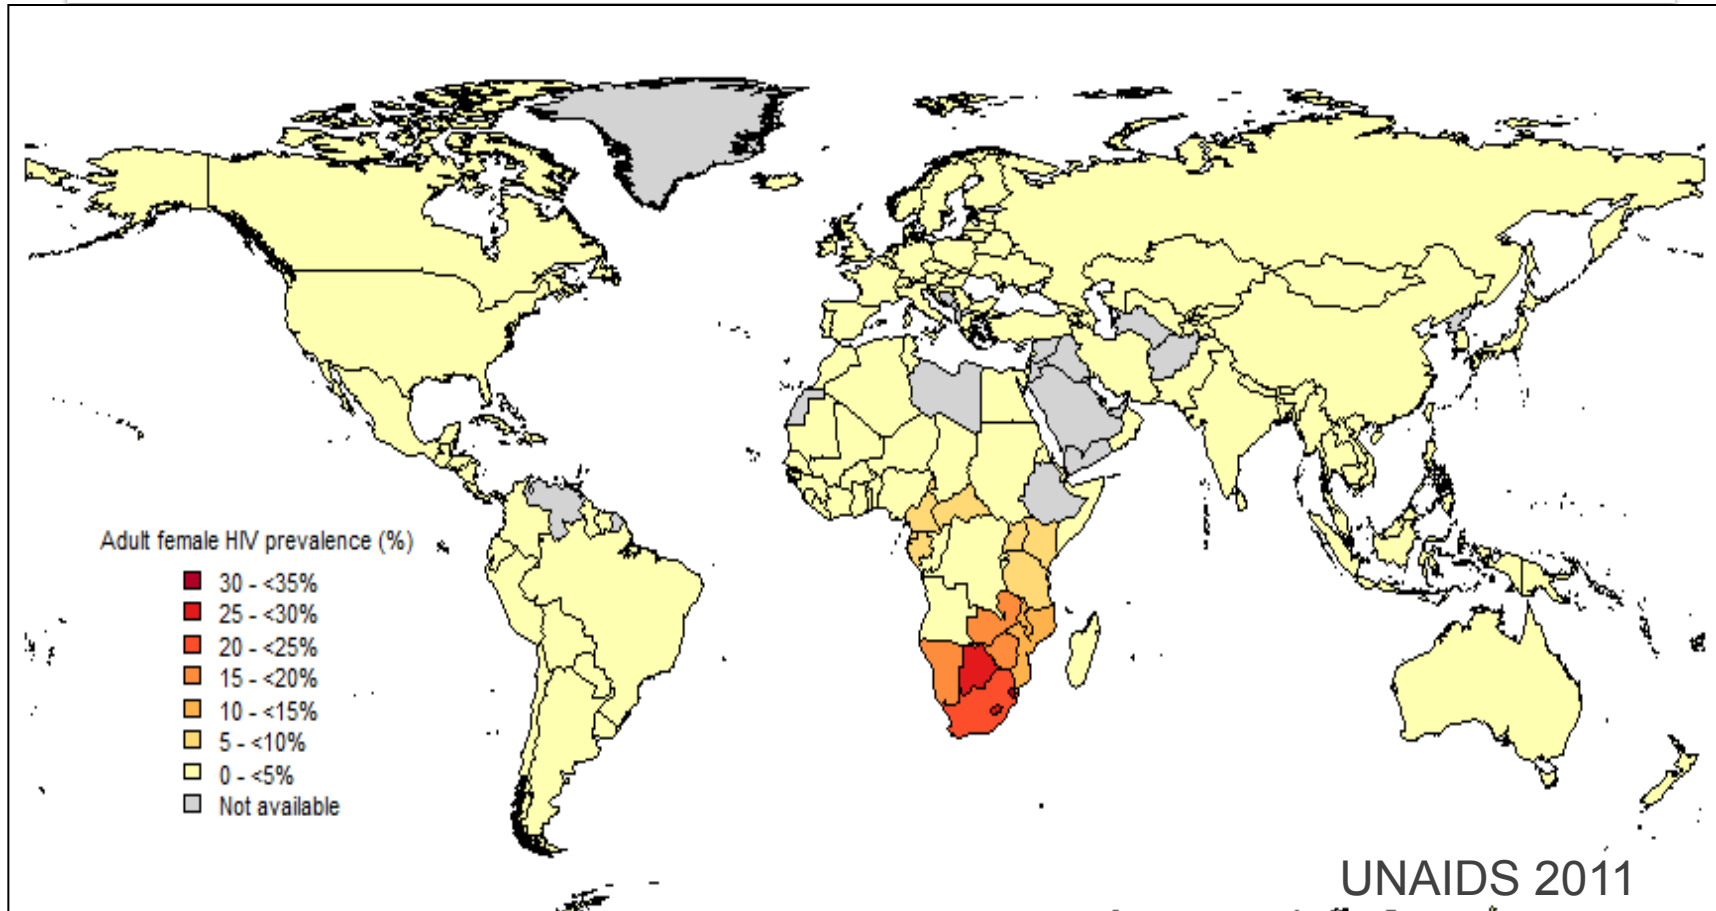 Adult female HIV prevalence (%)
30 - <35%
25 - <30%
20 - <25%
15 - <20%
10 - <15%
5 - <10%
0 - <5%
Not available
UNAIDS 2011